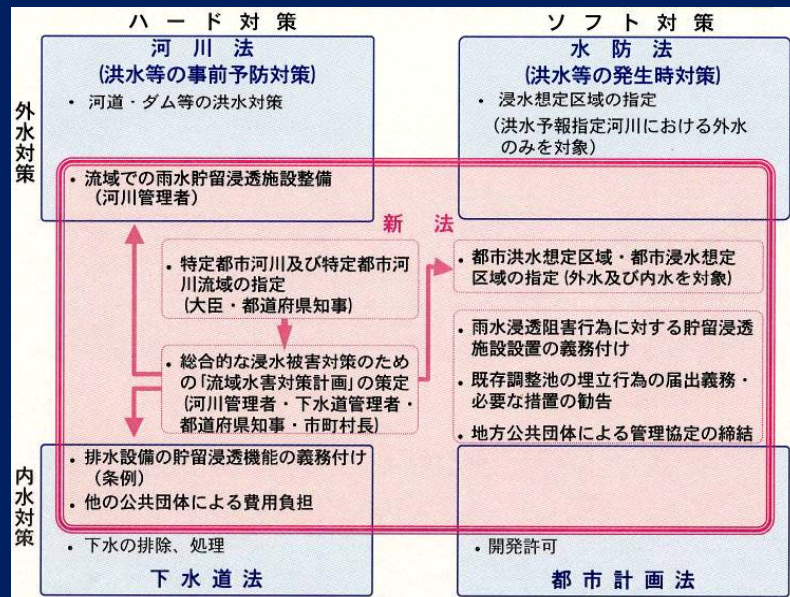 ハード対策
ソフト対策
外水対策
河川法
(洪水等の事前予防対策)
・河道・ダム等の洪水対策
水防法
(洪水等の発生時対策)
・浸水想定区域の指定
(洪水予報指定河川における外水
のみを対象)
・流域での雨水貯留浸透施設整備
(河川管理者)
新法
・特定都市河川及び特定都市河
川流域の指定
(大臣・都道府県知事)
・都市洪水想定区域・都市浸水想定
区域の指定(外水及び内水を対象)
・総合的な浸水被害対策のため
の「流域水害対策計画」の策定
(河川管理者・下水道管理者・
都道府県知事・市町村長)
・雨水浸透阻害行為に対する貯留浸透
施設設置の義務付け
・既存調整池の埋立行為の届出義務・
必要な措置の勧告
・地方公共団体による管理協定の締結
内水対策
・排水設備の貯留浸透機能の義務付け
(条例)
・他の公共団体による費用負担
・下水の排除、処理
下水道法
・開発許可
都市計画法